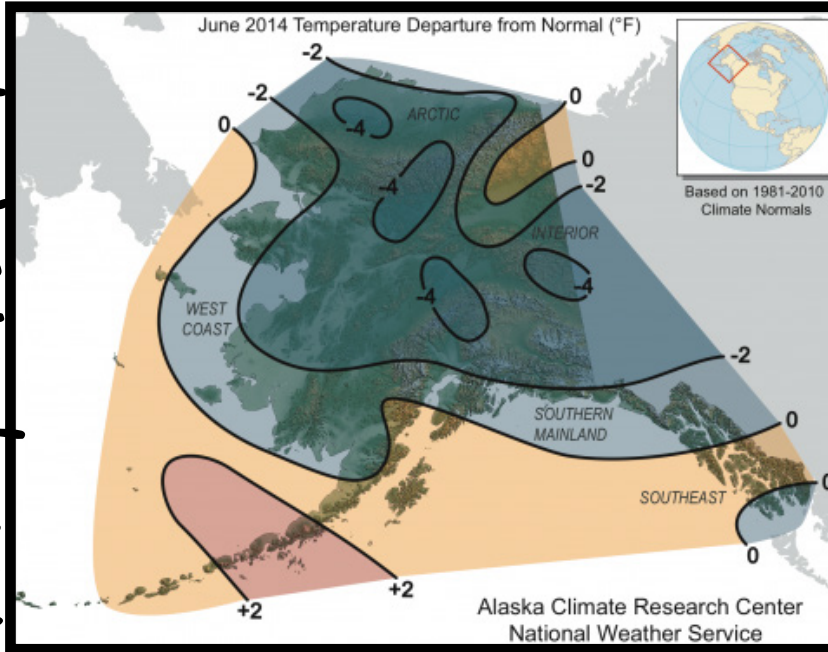 June 2014 Temperature Departure from Normal (°F)
-2
-2
0
0
-4
ARCTIC
-4
0
-2
Based on 1981-2010
Climate Normals
INTERIOR
-4
-4
WEST
COAST
-2
SOUTHERN
MAINLAND
0
0
SOUTHEAST
0
+2
+2
Alaska Climate Research Center
National Weather Service